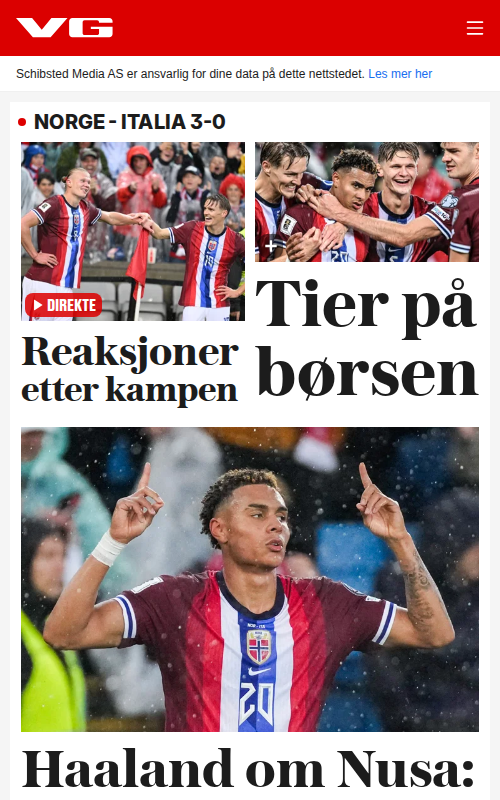 VG
Schibsted Media AS er ansvarlig for dine data på dette nettstedet. Les mer her
NORGE - ITALIA 3-0
DIREKTE
Reaksjoner
etter kampen
Tier på
børsen
20
Haaland om Nusa: